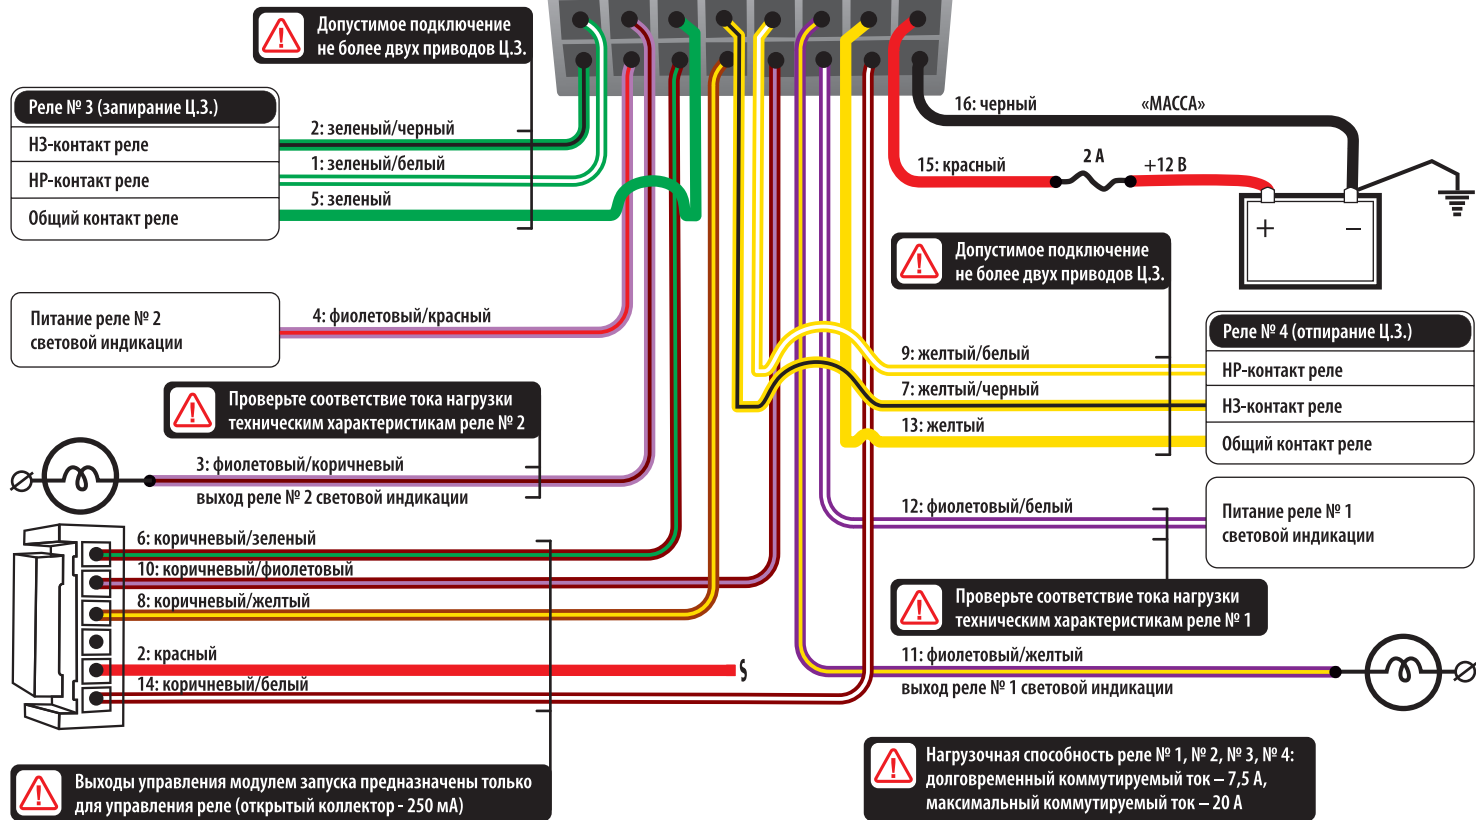 Допустимое подключение
не более двух приводов Ц.З.
Реле № 3 (запирание Ц.З.)
НЗ-контакт реле
НР-контакт реле
Общий контакт реле
2: зеленый/черный
1: зеленый/белый
5: зеленый
16: черный
«МАССА»
15: красный
2 А
+12 В
+
–
Питание реле № 2
световой индикации
4: фиолетовый/красный
Допустимое подключение
не более двух приводов Ц.З.
Реле № 4 (отпирание Ц.З.)
НР-контакт реле
НЗ-контакт реле
Общий контакт реле
9: желтый/белый
7: желтый/черный
13: желтый
Проверьте соответствие тока нагрузки
техническим характеристикам реле № 2
3: фиолетовый/коричневый
выход реле № 2 световой индикации
12: фиолетовый/белый
Питание реле № 1
световой индикации
6: коричневый/зеленый
10: коричневый/фиолетовый
8: коричневый/желтый
2: красный
14: коричневый/белый
Проверьте соответствие тока нагрузки
техническим характеристикам реле № 1
11: фиолетовый/желтый
выход реле № 1 световой индикации
Выходы управления модулем запуска предназначены только
для управления реле (открытый коллектор - 250 мА)
Нагрузочная способность реле № 1, № 2, № 3, № 4:
долговременный коммутируемый ток – 7,5 А,
максимальный коммутируемый ток – 20 А